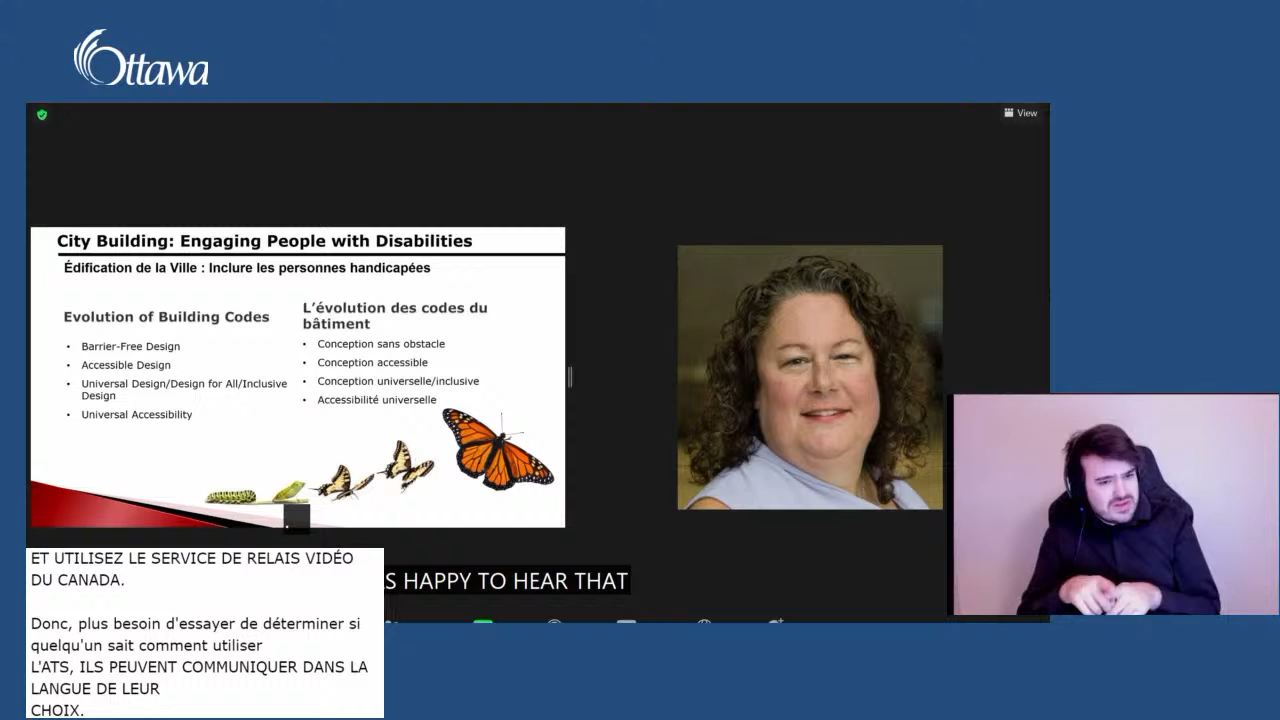 Ottawa
View
City Building: Engaging People with Disabilities
Édification de la Ville : Inclure les personnes handicapées
Evolution of Building Codes
• Barrier-Free Design
• Accessible Design
• Universal Design/Design for All/Inclusive
Design
• Universal Accessibility
L’évolution des codes du
bâtiment
• Conception sans obstacle
• Conception accessible
• Conception universelle/inclusive
• Accessibilité universelle
S HAPPY TO HEAR THAT
ET UTILISEZ LE SERVICE DE RELAIS VIDÉO
DU CANADA.
Donc, plus besoin d'essayer de déterminer si
quelqu'un sait comment utiliser
L'ATS, ILS PEUVENT COMMUNIQUER DANS LA
LANGUE DE LEUR
CHOIX.